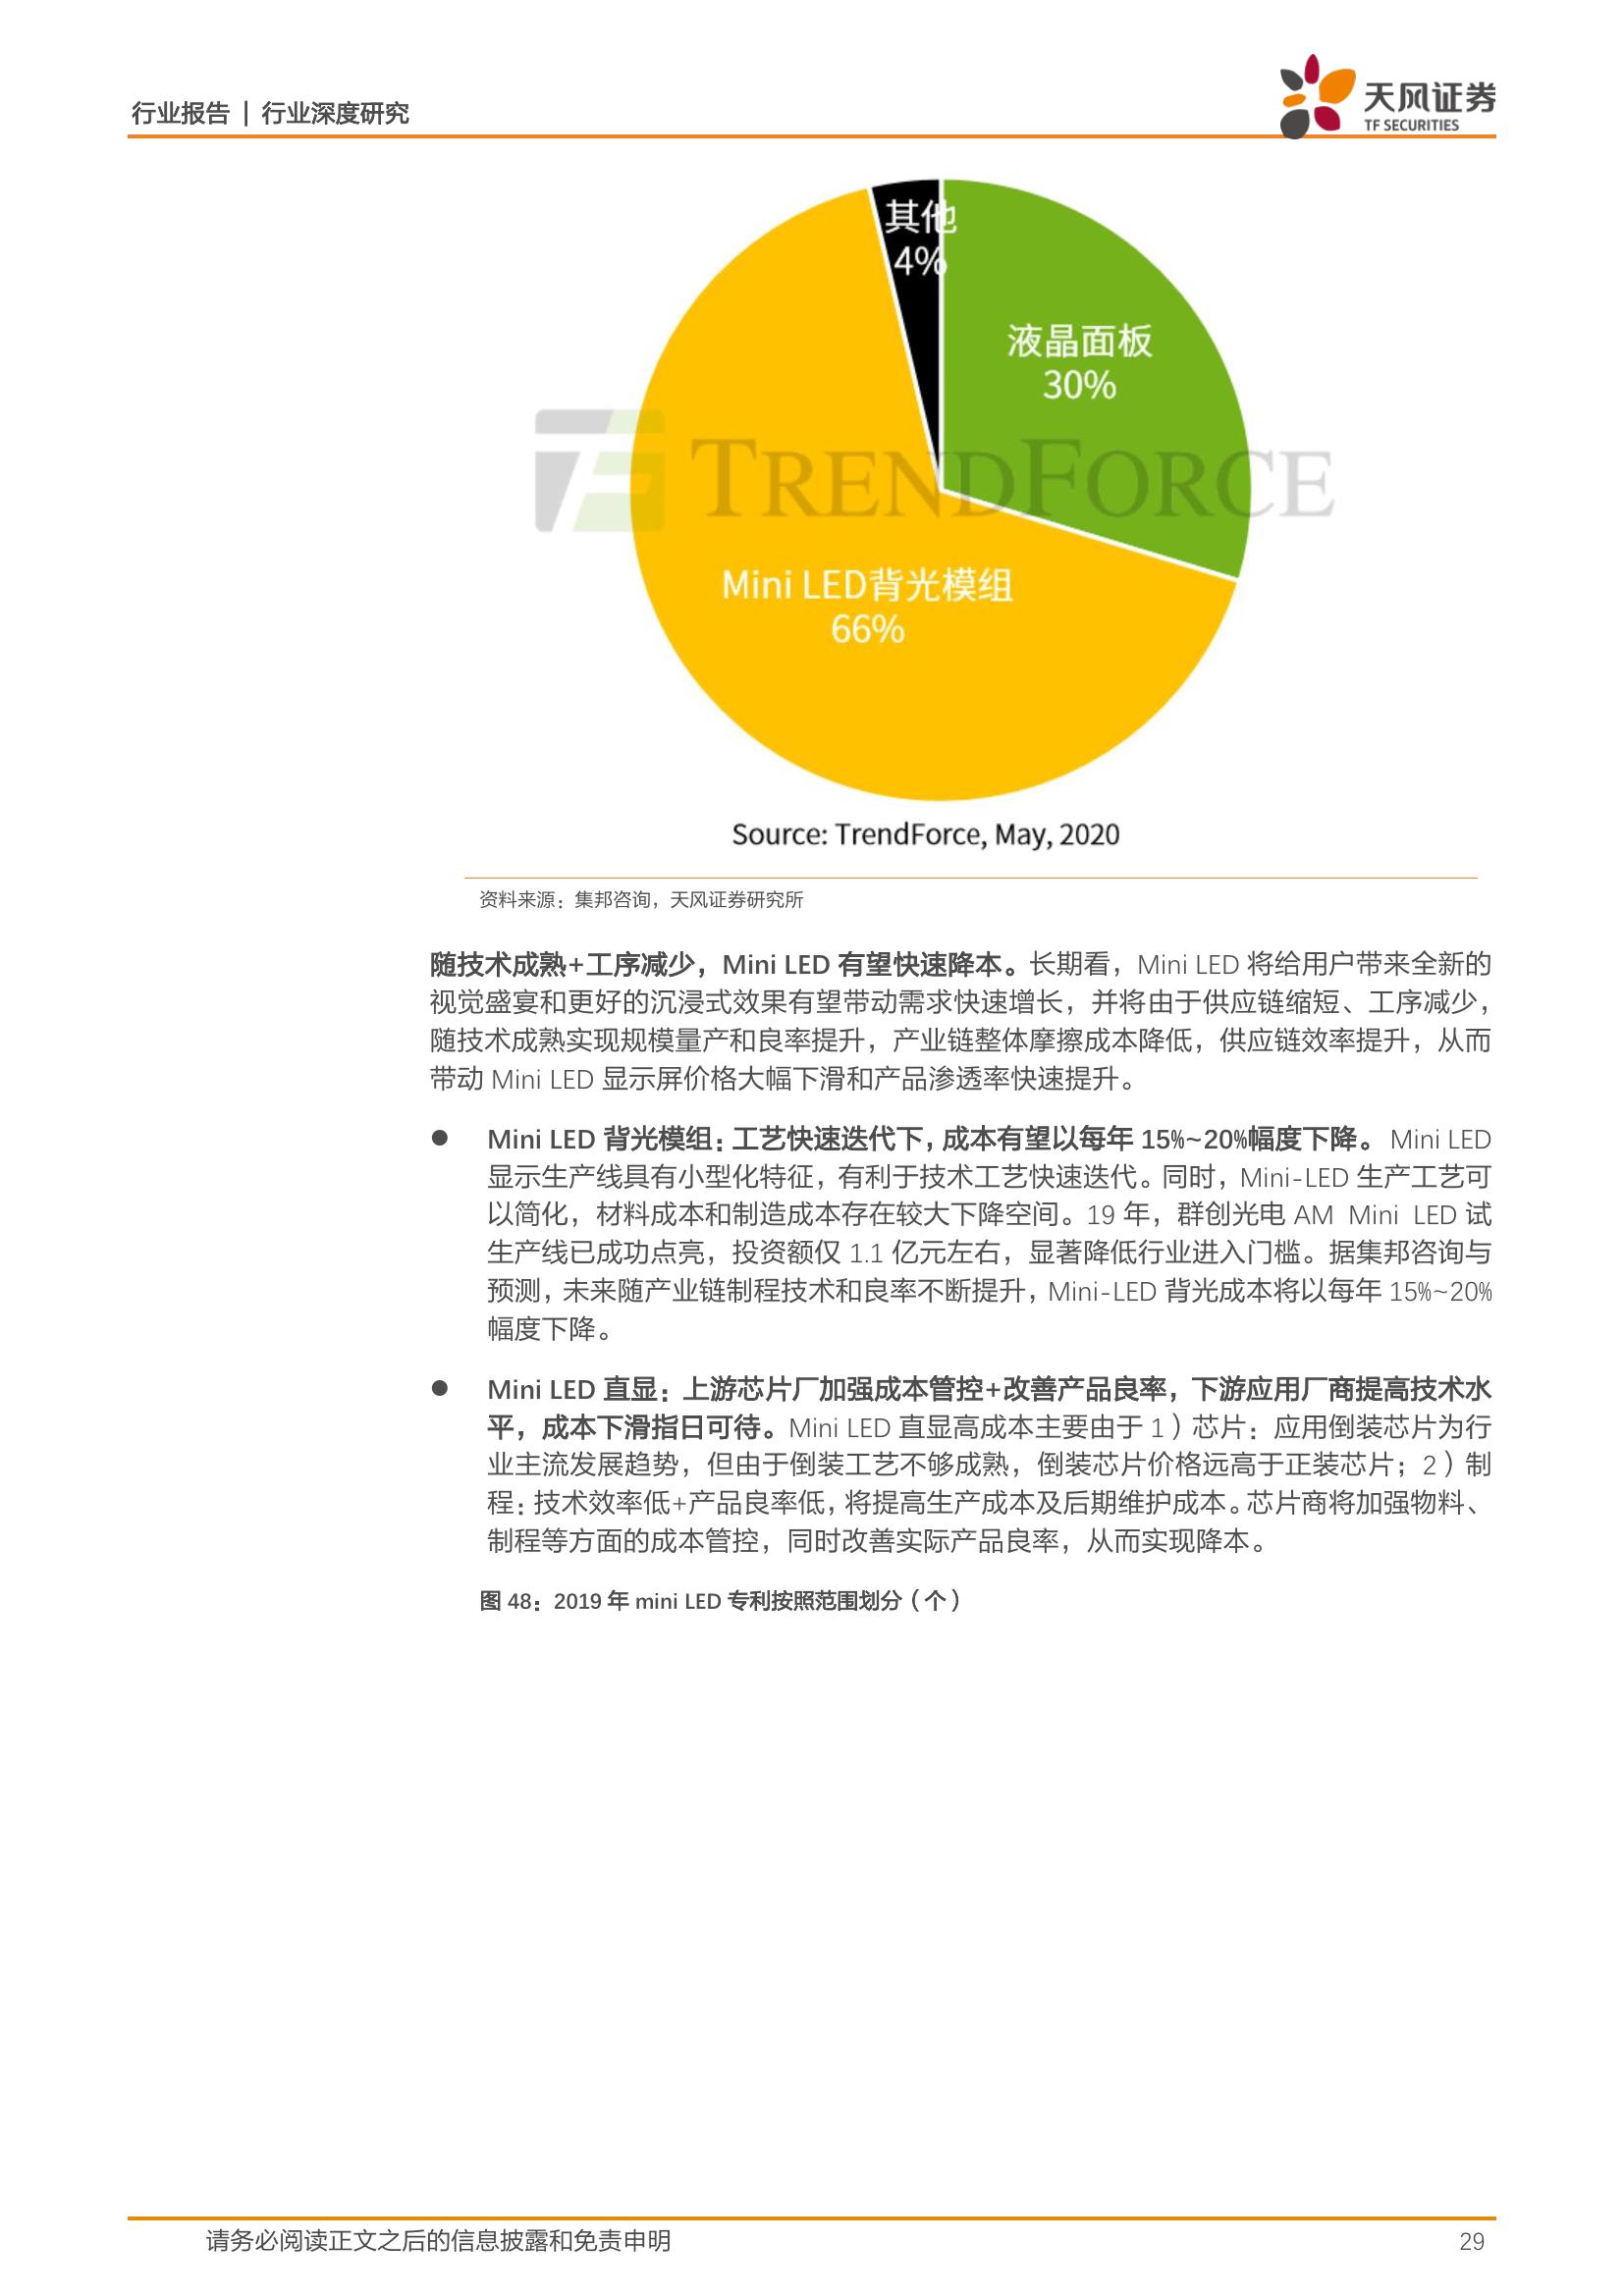 行业报告 | 行业深度研究
天风证券
TF SECURITIES
其他
4%
液晶面板
30%
TRENDFORCE
Mini LED背光模组
66%
Source: TrendForce, May, 2020
资料来源：集邦咨询，天风证券研究所
随技术成熟+工序减少，Mini LED 有望快速降本。长期看，Mini LED 将给用户带来全新的
视觉盛宴和更好的沉浸式效果有望带动需求快速增长，并将由于供应链缩短、工序减少，
随技术成熟实现规模量产和良率提升，产业链整体摩擦成本降低，供应链效率提升，从而
带动 Mini LED 显示屏价格大幅下滑和产品渗透率快速提升。
● Mini LED 背光模组：工艺快速迭代下，成本有望以每年 15%~20%幅度下降。 Mini LED
显示生产线具有小型化特征，有利于技术工艺快速迭代。同时，Mini-LED 生产工艺可
以简化，材料成本和制造成本存在较大下降空间。19 年，群创光电 AM Mini LED 试
生产线已成功点亮，投资额仅 1.1 亿元左右，显著降低行业进入门槛。据集邦咨询与
预测，未来随产业链制程技术和良率不断提升，Mini-LED 背光成本将以每年 15%~20%
幅度下降。
● Mini LED 直显：上游芯片厂加强成本管控+改善产品良率，下游应用厂商提高技术水
平，成本下滑指日可待。Mini LED 直显高成本主要由于 1）芯片：应用倒装芯片为行
业主流发展趋势，但由于倒装工艺不够成熟，倒装芯片价格远高于正装芯片；2）制
程：技术效率低+产品良率低，将提高生产成本及后期维护成本。芯片商将加强物料、
制程等方面的成本管控，同时改善实际产品良率，从而实现降本。
图 48：2019 年 mini LED 专利按照范围划分（个）
请务必阅读正文之后的信息披露和免责申明
29